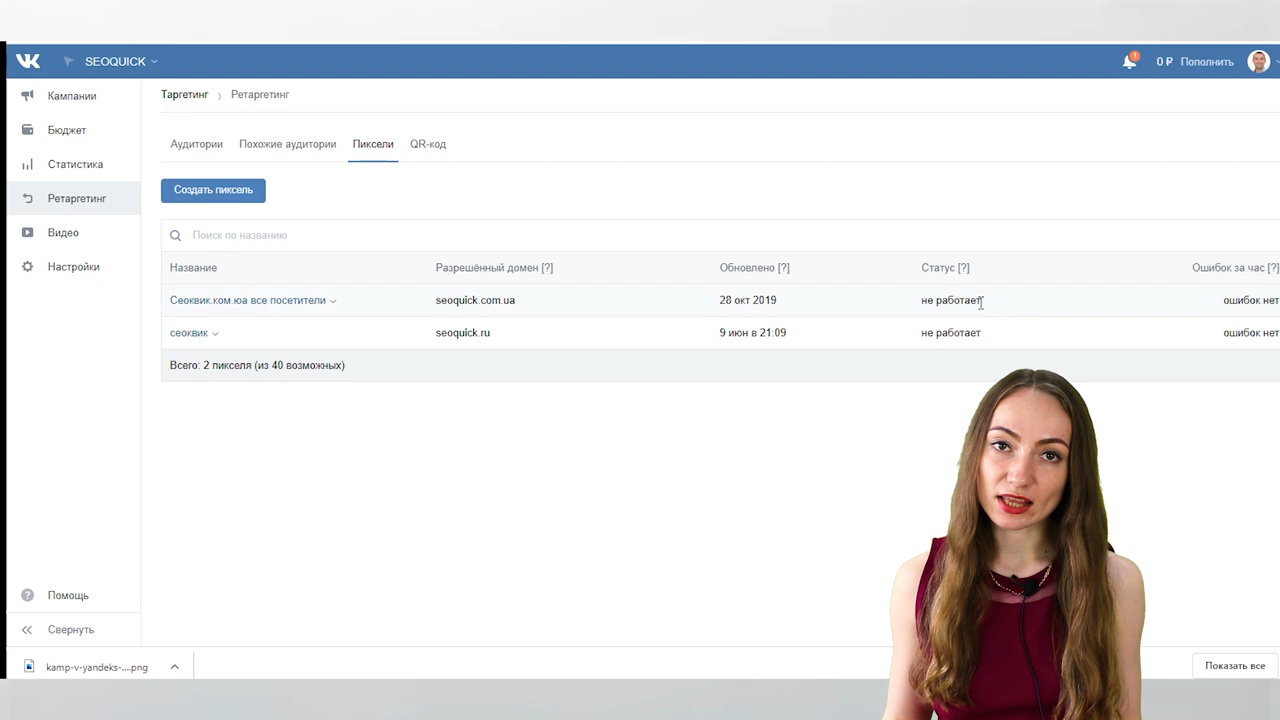 SEOQUICK
1
0 ₽ Пополнить
Кампании
Бюджет
Статистика
Ретаргетинг
Видео
Настройки
Таргетинг › Ретаргетинг
Аудитории Похожие аудитории Пиксели QR-код
Создать пиксель
Поиск по названию
Название Разрешённый домен [?] Обновлено [?] Статус [?] Ошибок за час [?]
Сеоквик.ком.юа все посетители seoquick.com.ua 28 окт 2019 не работает ошибок нет
сеоквик seoquick.ru 9 июн в 21:09 не работает ошибок нет
Всего: 2 пикселя (из 40 возможных)
? Помощь
Свернуть
kamp-v-yandeks-....png
Показать все